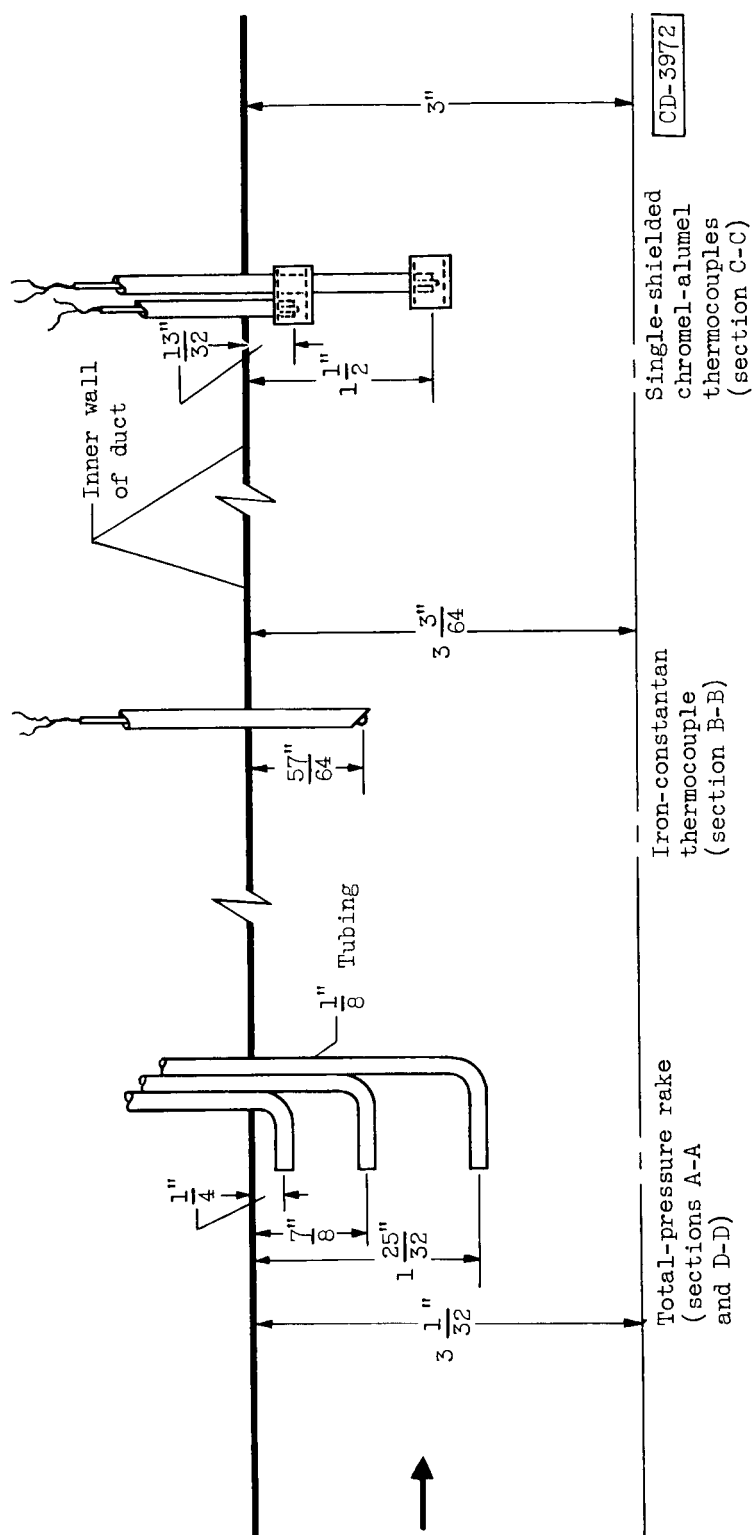 Inner wall
of duct
1"
4
7"
8
25"
1 32
1"
3 32
1"
8
Tubing
57"
64
3"
3 64
13"
32
1"
1 2
3"
Total-pressure rake
(sections A-A
and D-D)
Iron-constantan
thermocouple
(section B-B)
Single-shielded
chromel-alumel
thermocouples
(section C-C)
CD-3972